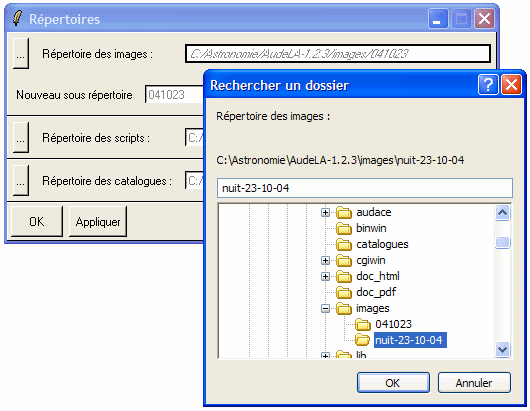 Répertoires
... Répertoire des images : C:/Astronomie/AudeLA-1.2.3/images/041023
Nouveau sous répertoire 041023
... Répertoire des scripts : C:/
... Répertoire des catalogues : C:/
OK Appliquer
Rechercher un dossier
Répertoire des images :
C:\Astronomie\AudeLA-1.2.3\images\nuit-23-10-04
nuit-23-10-04
audace
binwin
catalogues
cgiwin
doc_html
doc_pdf
images
041023
nuit-23-10-04
lib
OK Annuler